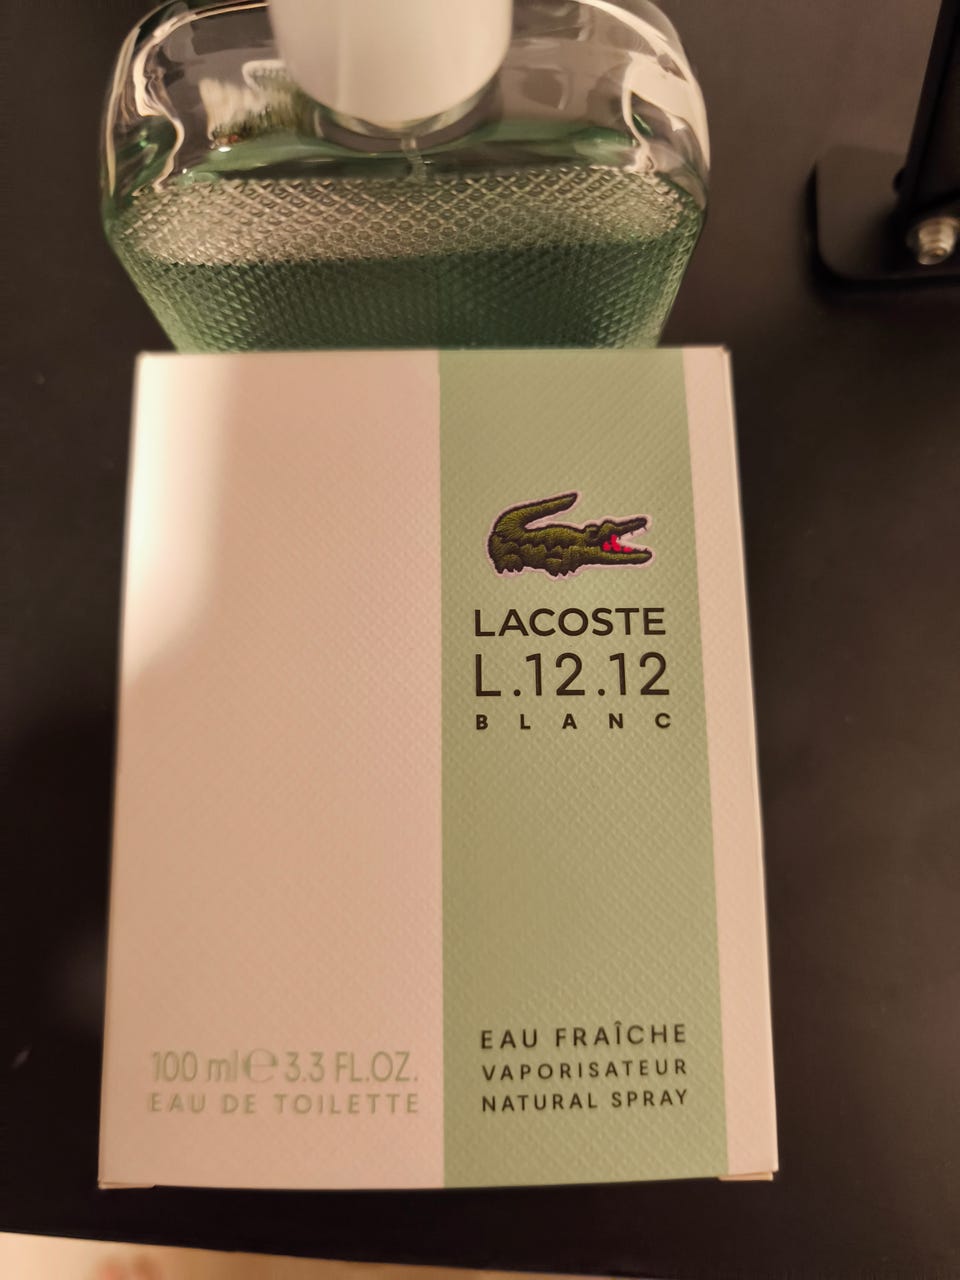 LACOSTE
L.12.12
BLANC
EAU FRAÎCHE
VAPORISATEUR
NATURAL SPRAY
100 ml ℮ 3.3 FL.OZ.
EAU DE TOILETTE